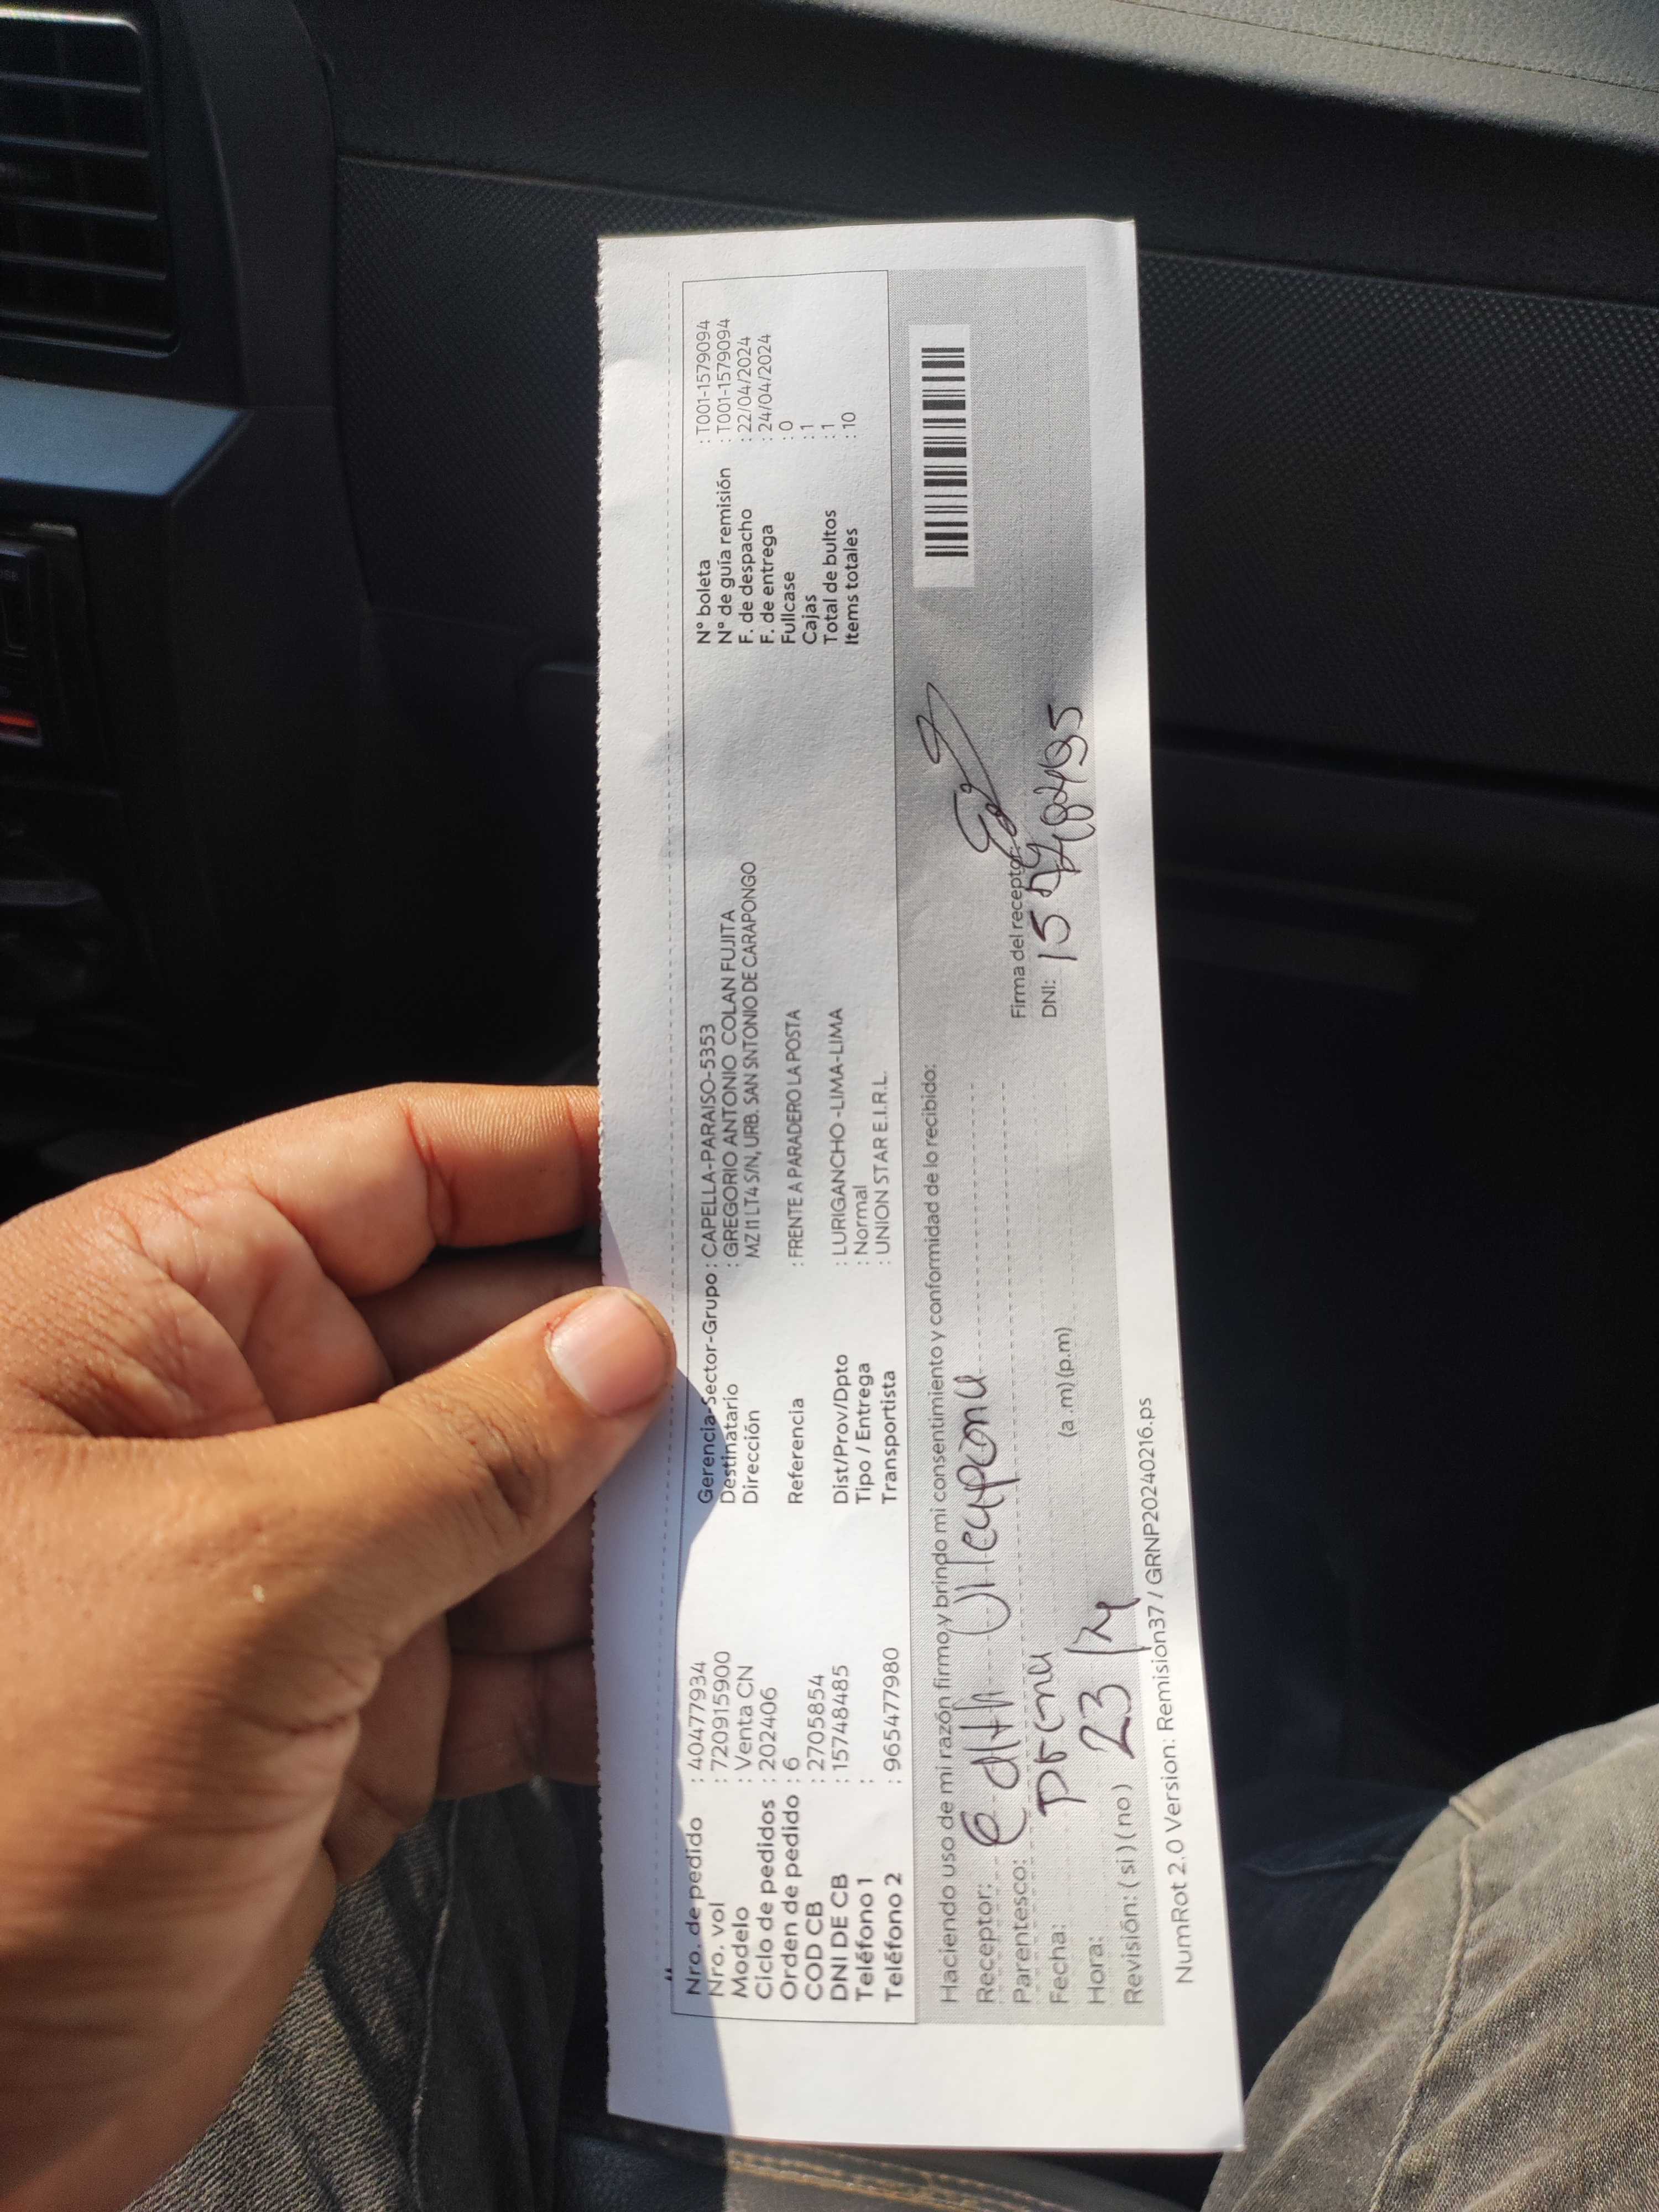 Nro. de pedido : 40477934
Nro. vol : 720915900
Modelo : Venta CN
Ciclo de pedidos : 202406
Orden de pedido : 6
COD CB : 2705854
DNI DE CB : 15748485
Teléfono 1 :
Teléfono 2 : 965477980
Gerencia-Sector-Grupo : CAPELLA-PARAISO-5353
Destinatario : GREGORIO ANTONIO COLAN FUJITA
Dirección MZ I1 LT4 S/N, URB. SAN SNTONIO DE CARAPONGO
Referencia : FRENTE A PARADERO LA POSTA
Dist/Prov/Dpto : LURIGANCHO -LIMA-LIMA
Tipo / Entrega : Normal
Transportista : UNION STAR E.I.R.L.
N° boleta : T001-1579094
N° de guía remisión : T001-1579094
F. de despacho : 22/04/2024
F. de entrega : 24/04/2024
Fullcase : 0
Cajas : 1
Total de bultos : 1
Items totales : 10
Haciendo uso de mi razón firmo y brindo mi consentimiento y conformidad de lo recibido:
Receptor: Edith
Parentesco:
Fecha:
Hora: 23/4 (a .m) (p.m)
Revisión: ( si ) ( no )
Firma del receptor
DNI:
NumRot 2.0 Version: Remision37 / GRNP20240216.ps